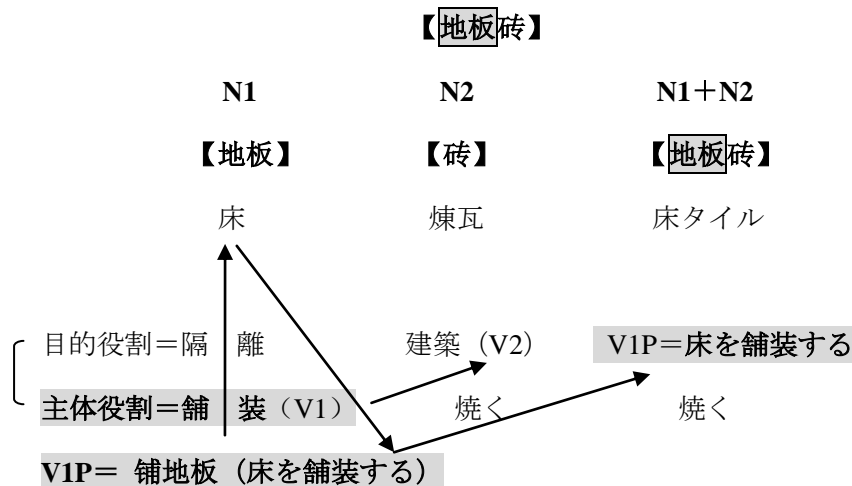 【地板砖】
N1 N2 N1＋N2
【地板】 【砖】 【地板砖】
床 煉瓦 床タイル
目的役割＝隔 離 建築（V2） V1P＝床を舗装する
主体役割＝舗 装（V1） 焼く 焼く
V1P＝ 铺地板（床を舗装する）